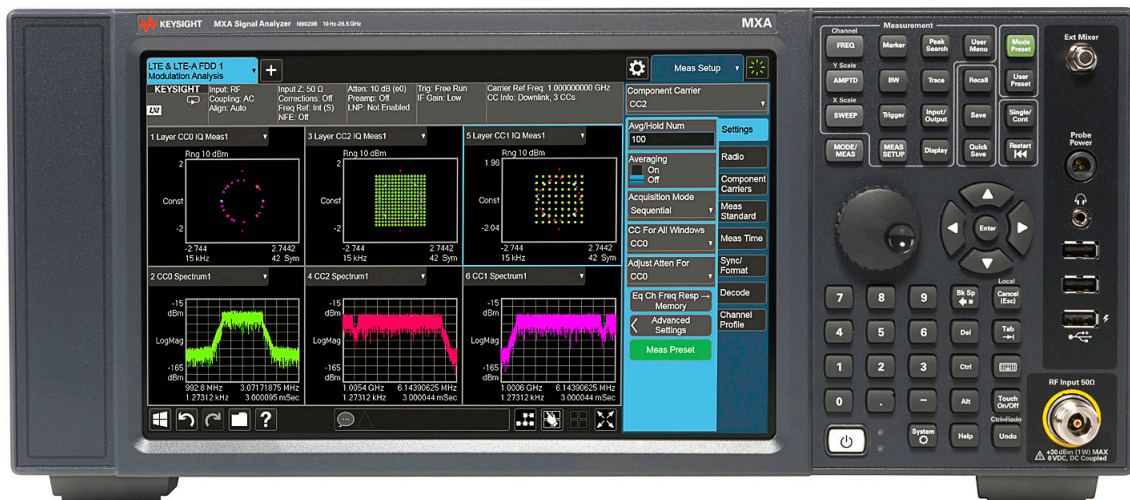 KEYSIGHT MXA Signal Analyzer N9020B 10 Hz-26.5 GHz
MXA
LTE & LTE-A FDD 1
Modulation Analysis
+
Meas Setup
KEYSIGHT
Input: RF
Coupling: AC
Align: Auto
Input Z: 50 Ω
Corrections: Off
Freq Ref: Int (S)
NFE: Off
Atten: 10 dB (e0)
Preamp: Off
LNP: Not Enabled
Trig: Free Run
IF Gain: Low
Carrier Ref Freq: 1.000000000 GHz
CC Info: Downlink, 3 CCs
LXI
1 Layer CC0 IQ Meas1
Rng 10 dBm
2
Const
-2
-2.744
2.7442
15 kHz
42 Sym
3 Layer CC2 IQ Meas1
Rng 10 dBm
2
Const
-2
-2.744
2.7442
15 kHz
42 Sym
5 Layer CC1 IQ Meas1
Rng 10 dBm
1.96
Const
-2.04
-2.744
2.7442
15 kHz
42 Sym
2 CC0 Spectrum1
-15
dBm
LogMag
-165
dBm
992.8 MHz
3.07171875 MHz
1.27312 kHz
3.000095 mSec
4 CC2 Spectrum1
-15
dBm
LogMag
-165
dBm
1.0054 GHz
6.14390625 MHz
1.27312 kHz
3.000044 mSec
6 CC1 Spectrum1
-15
dBm
LogMag
-165
dBm
1.0006 GHz
6.14390625 MHz
1.27312 kHz
3.000044 mSec
?
Component Carrier
CC2
Avg/Hold Num
100
Averaging
On
Off
Acquisition Mode
Sequential
CC For All Windows
CC0
Adjust Atten For
CC0
Eq Ch Freq Resp →
Memory
Advanced
Settings
Meas Preset
Settings
Radio
Component
Carriers
Meas
Standard
Meas Time
Sync/
Format
Decode
Channel
Profile
Measurement
Channel
FREQ
Marker
Peak
Search
User
Menu
Mode
Preset
Y Scale
AMPTD
BW
Trace
Recall
User
Preset
X Scale
SWEEP
Trigger
Input/
Output
Save
Single/
Cont
MODE/
MEAS
MEAS
SETUP
Display
Quick
Save
Restart
Enter
Local
7
8
9
Bk Sp
Cancel
(Esc)
4
5
6
Del
Tab
1
2
3
Ctrl
0
.
−
Alt
Touch
On/Off
Ctrl=Redo
System
Help
Undo
Ext Mixer
Probe
Power
RF Input 50Ω
+30 dBm (1W) MAX
0 VDC, DC Coupled